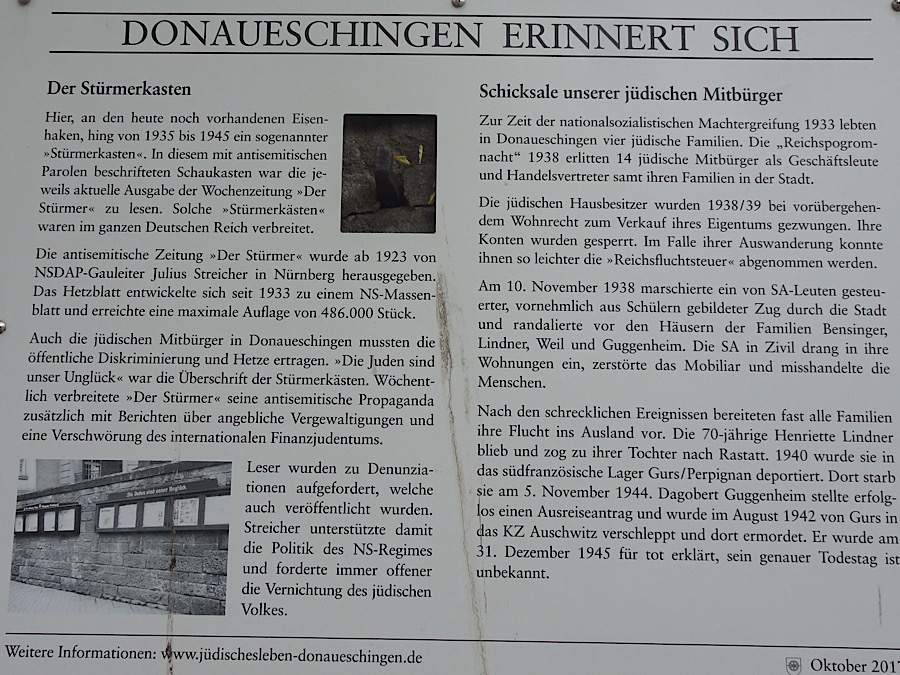 DONAUESCHINGEN ERINNERT SICH
Der Stürmerkasten
Hier, an den heute noch vorhandenen Eisen-
haken, hing von 1935 bis 1945 ein sogenannter
»Stürmerkasten«. In diesem mit antisemitischen
Parolen beschrifteten Schaukasten war die je-
weils aktuelle Ausgabe der Wochenzeitung »Der
Stürmer« zu lesen. Solche »Stürmerkästen«
waren im ganzen Deutschen Reich verbreitet.
Die antisemitische Zeitung »Der Stürmer« wurde ab 1923 von
NSDAP-Gauleiter Julius Streicher in Nürnberg herausgegeben.
Das Hetzblatt entwickelte sich seit 1933 zu einem NS-Massen-
blatt und erreichte eine maximale Auflage von 486.000 Stück.
Auch die jüdischen Mitbürger in Donaueschingen mussten die
öffentliche Diskriminierung und Hetze ertragen. »Die Juden sind
unser Unglück« war die Überschrift der Stürmerkästen. Wöchent-
lich verbreitete »Der Stürmer« seine antisemitische Propaganda
zusätzlich mit Berichten über angebliche Vergewaltigungen und
eine Verschwörung des internationalen Finanzjudentums.
Die Juden sind unser Unglück
Leser wurden zu Denunzia-
tionen aufgefordert, welche
auch veröffentlicht wurden.
Streicher unterstützte damit
die Politik des NS-Regimes
und forderte immer offener
die Vernichtung des jüdischen
Volkes.
Schicksale unserer jüdischen Mitbürger
Zur Zeit der nationalsozialistischen Machtergreifung 1933 lebten
in Donaueschingen vier jüdische Familien. Die „Reichspogrom-
nacht“ 1938 erlitten 14 jüdische Mitbürger als Geschäftsleute
und Handelsvertreter samt ihren Familien in der Stadt.
Die jüdischen Hausbesitzer wurden 1938/39 bei vorübergehen-
dem Wohnrecht zum Verkauf ihres Eigentums gezwungen. Ihre
Konten wurden gesperrt. Im Falle ihrer Auswanderung konnte
ihnen so leichter die »Reichsfluchtsteuer« abgenommen werden.
Am 10. November 1938 marschierte ein von SA-Leuten gesteu-
erter, vornehmlich aus Schülern gebildeter Zug durch die Stadt
und randalierte vor den Häusern der Familien Bensinger,
Lindner, Weil und Guggenheim. Die SA in Zivil drang in ihre
Wohnungen ein, zerstörte das Mobiliar und misshandelte die
Menschen.
Nach den schrecklichen Ereignissen bereiteten fast alle Familien
ihre Flucht ins Ausland vor. Die 70-jährige Henriette Lindner
blieb und zog zu ihrer Tochter nach Rastatt. 1940 wurde sie in
das südfranzösische Lager Gurs/Perpignan deportiert. Dort starb
sie am 5. November 1944. Dagobert Guggenheim stellte erfolg-
los einen Ausreiseantrag und wurde im August 1942 von Gurs in
das KZ Auschwitz verschleppt und dort ermordet. Er wurde am
31. Dezember 1945 für tot erklärt, sein genauer Todestag ist
unbekannt.
Weitere Informationen: www.jüdischesleben-donaueschingen.de
Oktober 2017